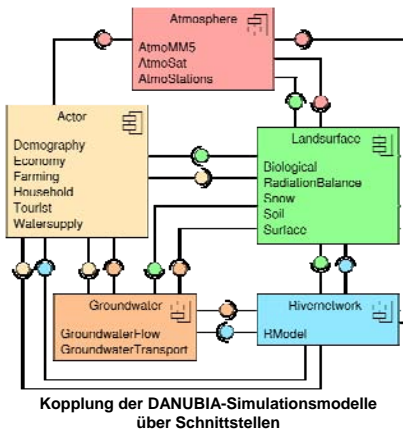 Atmosphere
AtmoMM5
AtmoSat
AtmoStations
Actor
Demography
Economy
Farming
Household
Tourist
Watersupply
Landsurface
Biological
RadiationBalance
Snow
Soil
Surface
Groundwater
GroundwaterFlow
GroundwaterTransport
Rivernetwork
RModel
Kopplung der DANUBIA-Simulationsmodelle
über Schnittstellen